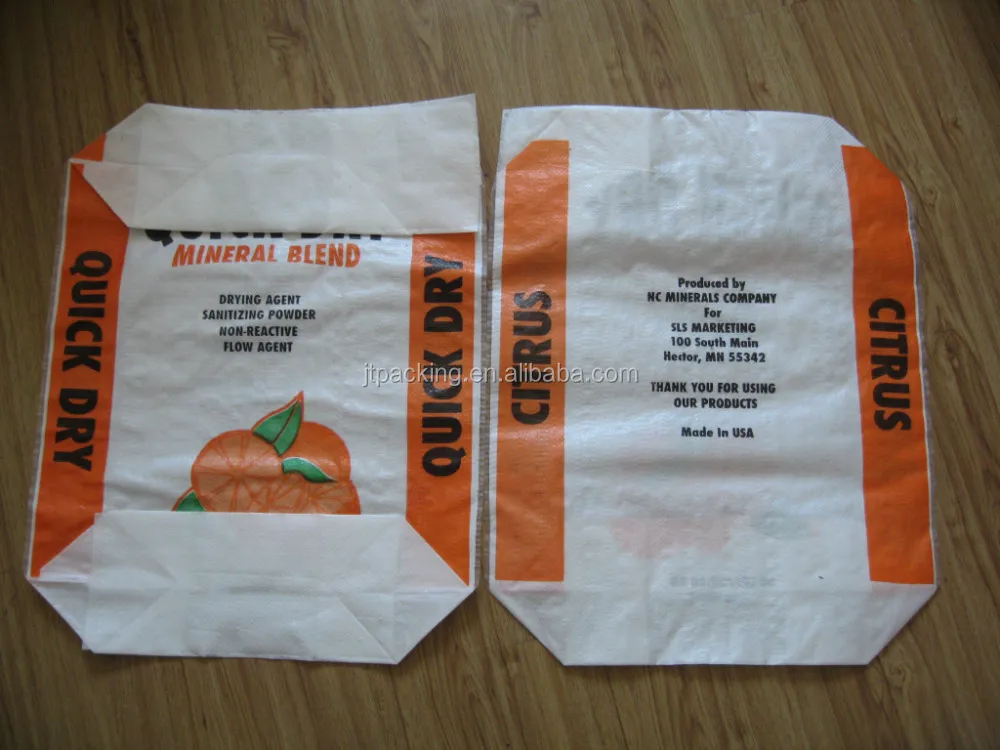 QUICK DRY
MINERAL BLEND
DRYING AGENT
SANITIZING POWDER
NON-REACTIVE
FLOW AGENT
QUICK DRY
QUICK DRY
CITRUS
Produced by
NC MINERALS COMPANY
For
SLS MARKETING
100 South Main
Hector, MN 55342
THANK YOU FOR USING
OUR PRODUCTS
Made In USA
CITRUS
jtpacking.en.alibaba.com